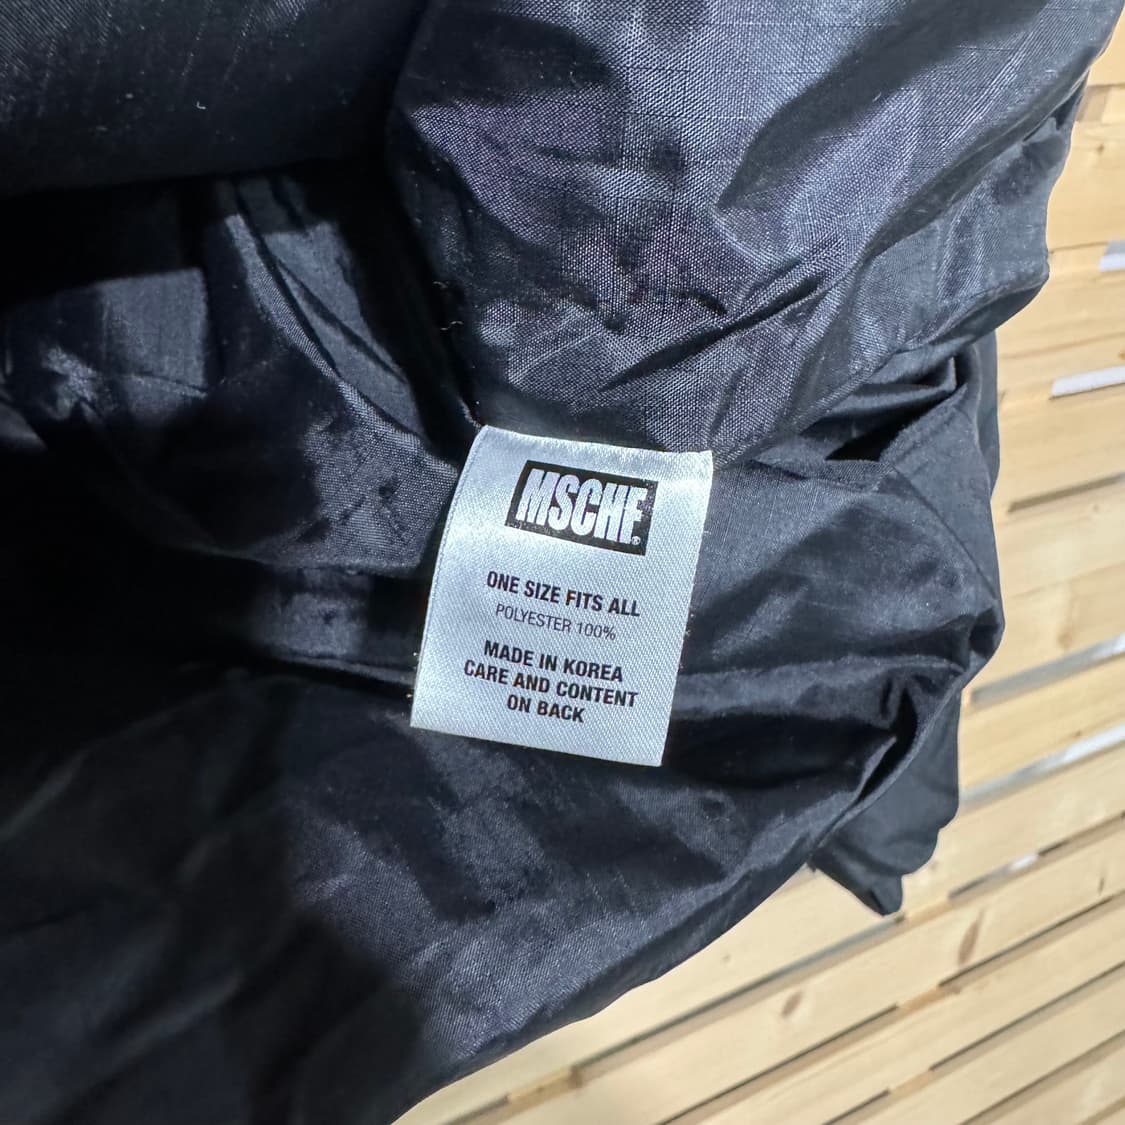 MSCHF®
ONE SIZE FITS ALL
POLYESTER 100%
MADE IN KOREA
CARE AND CONTENT
ON BACK